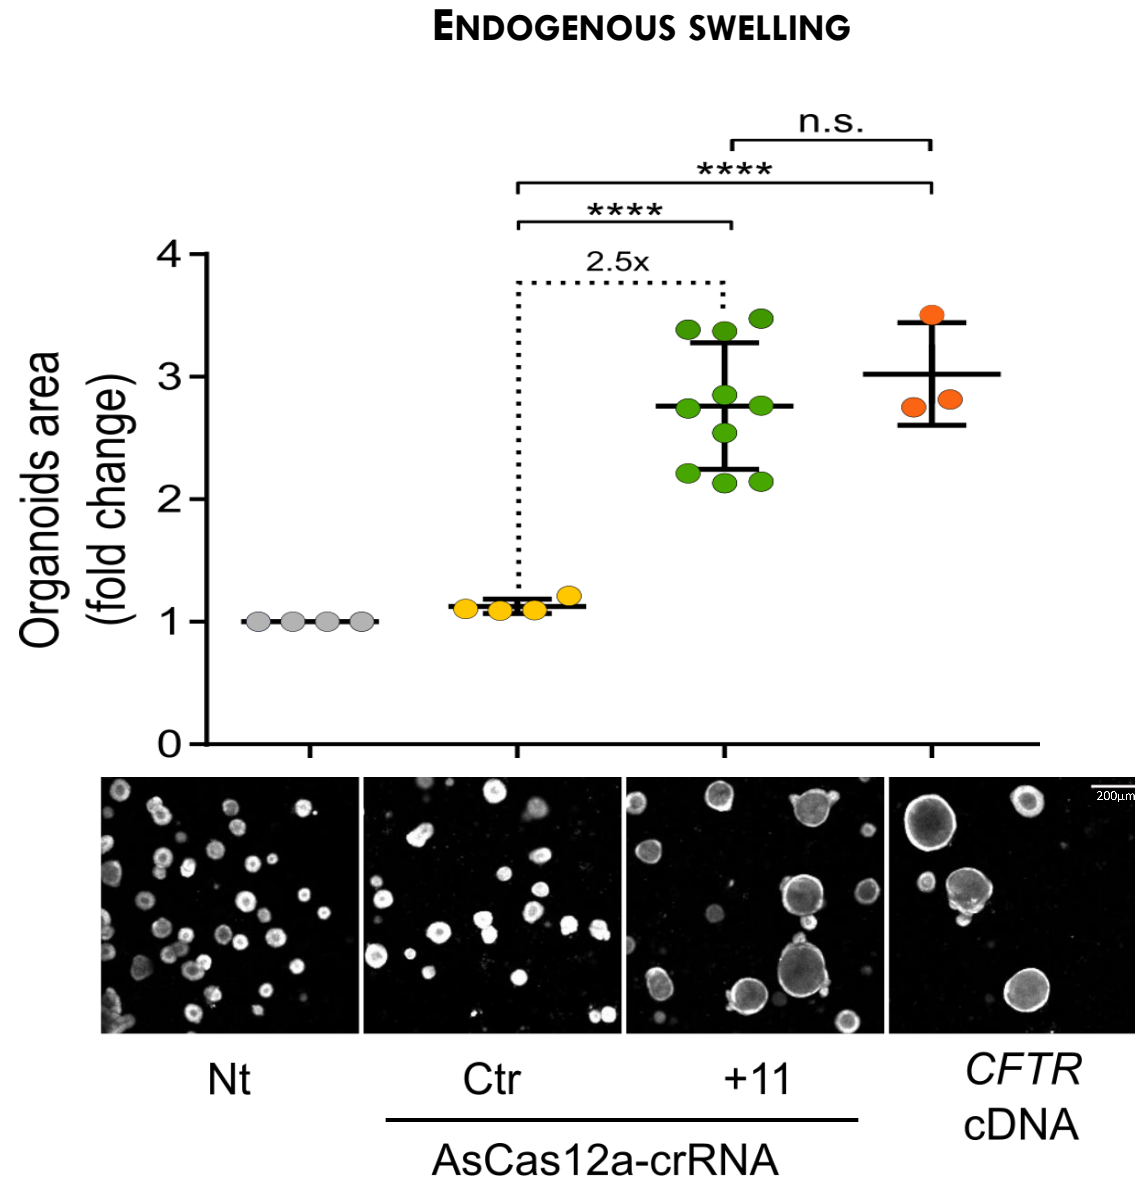 ENDOGENOUS SWELLING
n.s.
****
****
2.5x
4
3
2
1
0
Organoids area
(fold change)
200µm
Nt
Ctr
+11
CFTR
cDNA
AsCas12a-crRNA